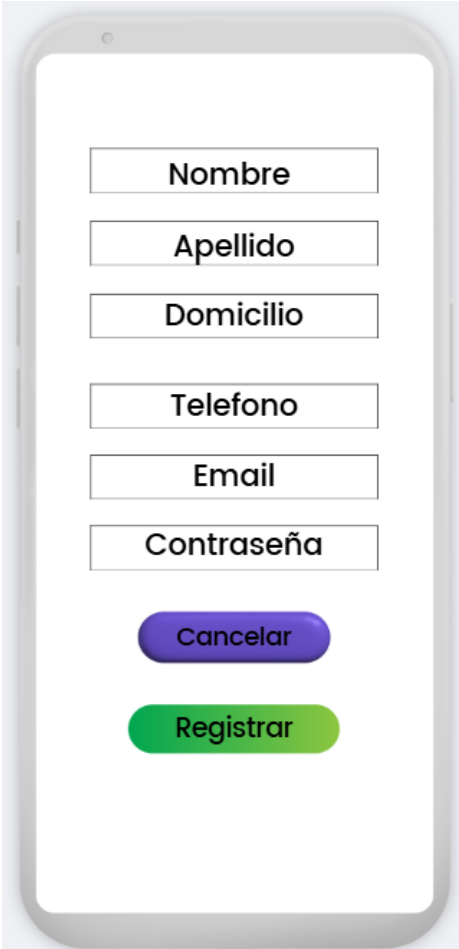 Nombre
Apellido
Domicilio
Telefono
Email
Contraseña
Cancelar
Registrar